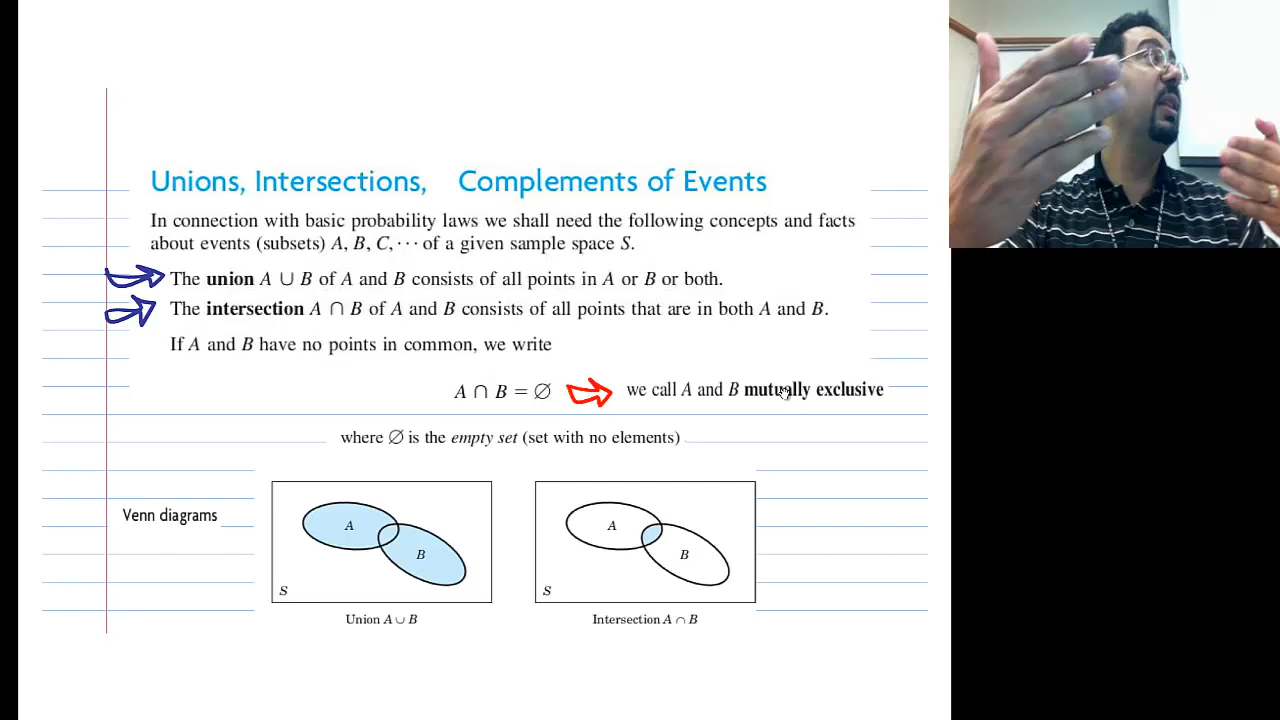 Unions, Intersections, Complements of Events
In connection with basic probability laws we shall need the following concepts and facts
about events (subsets) A, B, C, ⋯ of a given sample space S.
The union A ∪ B of A and B consists of all points in A or B or both.
The intersection A ∩ B of A and B consists of all points that are in both A and B.
If A and B have no points in common, we write
A ∩ B = ∅ we call A and B mutually exclusive
where ∅ is the empty set (set with no elements)
Venn diagrams
A
B
S
Union A ∪ B
A
B
S
Intersection A ∩ B